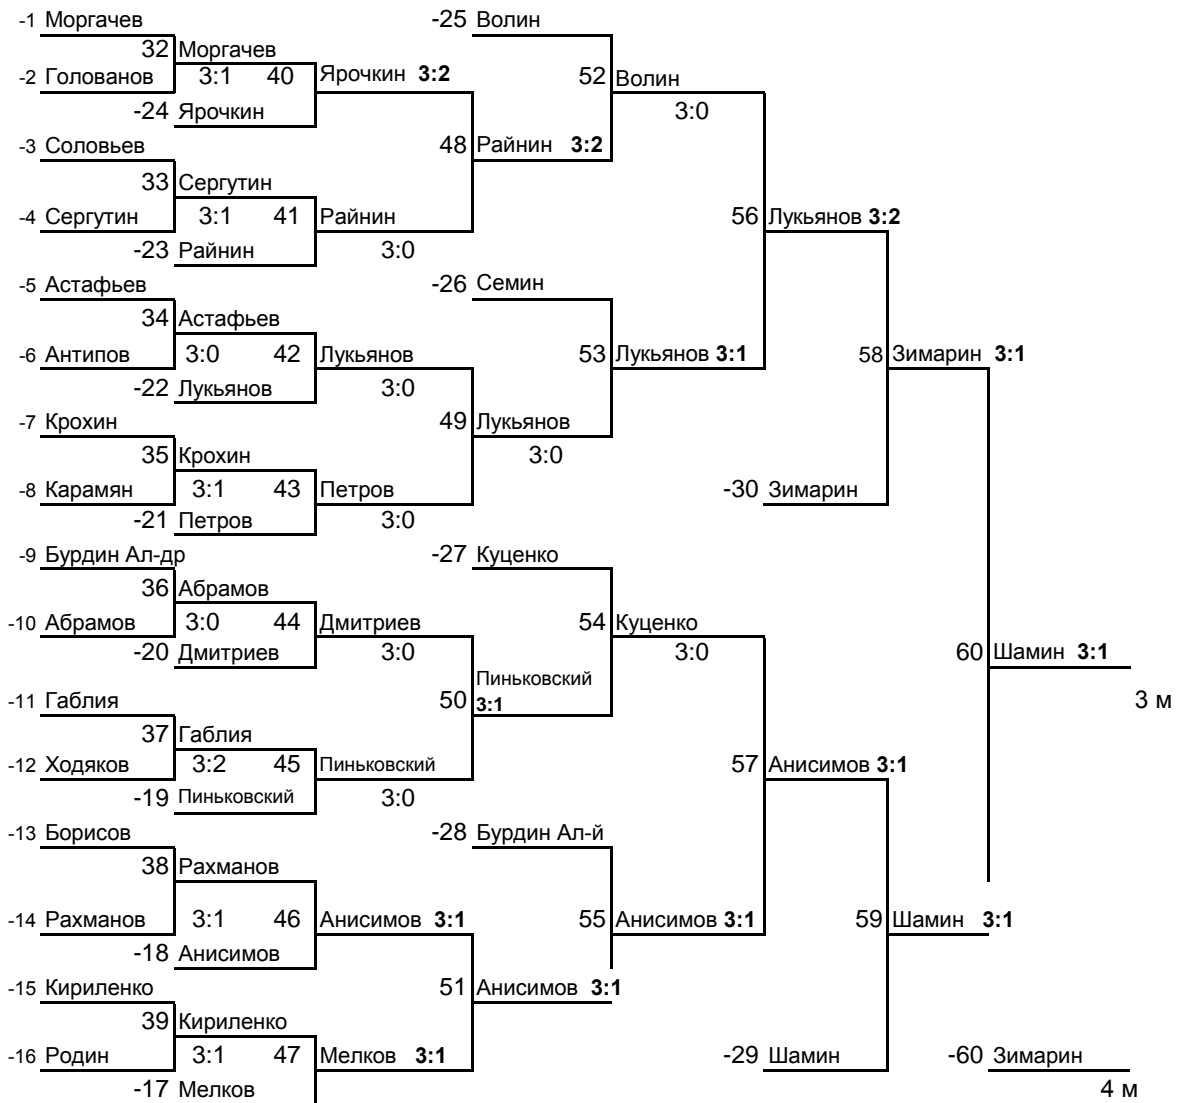 -1 Моргачев -25 Волин
32 Моргачев
-2 Голованов 3:1 40 Ярочкин 3:2 52 Волин
-24 Ярочкин 3:0
-3 Соловьев 48 Райнин 3:2
33 Сергутин
-4 Сергутин 3:1 41 Райнин 56 Лукьянов 3:2
-23 Райнин 3:0
-5 Астафьев -26 Семин
34 Астафьев
-6 Антипов 3:0 42 Лукьянов 53 Лукьянов 3:1 58 Зимарин 3:1
-22 Лукьянов 3:0
-7 Крохин 49 Лукьянов
35 Крохин 3:0
-8 Карамян 3:1 43 Петров -30 Зимарин
-21 Петров 3:0
-9 Бурдин Ал-др -27 Куценко
36 Абрамов
-10 Абрамов 3:0 44 Дмитриев 54 Куценко
-20 Дмитриев 3:0 3:0 60 Шамин 3:1
Пиньковский
-11 Габлия 50 3:1 3 м
37 Габлия
-12 Ходяков 3:2 45 Пиньковский 57 Анисимов 3:1
-19 Пиньковский 3:0
-13 Борисов -28 Бурдин Ал-й
38 Рахманов
-14 Рахманов 3:1 46 Анисимов 3:1 55 Анисимов 3:1 59 Шамин 3:1
-18 Анисимов
-15 Кириленко 51 Анисимов 3:1
39 Кириленко
-16 Родин 3:1 47 Мелков 3:1 -29 Шамин -60 Зимарин
-17 Мелков 4 м